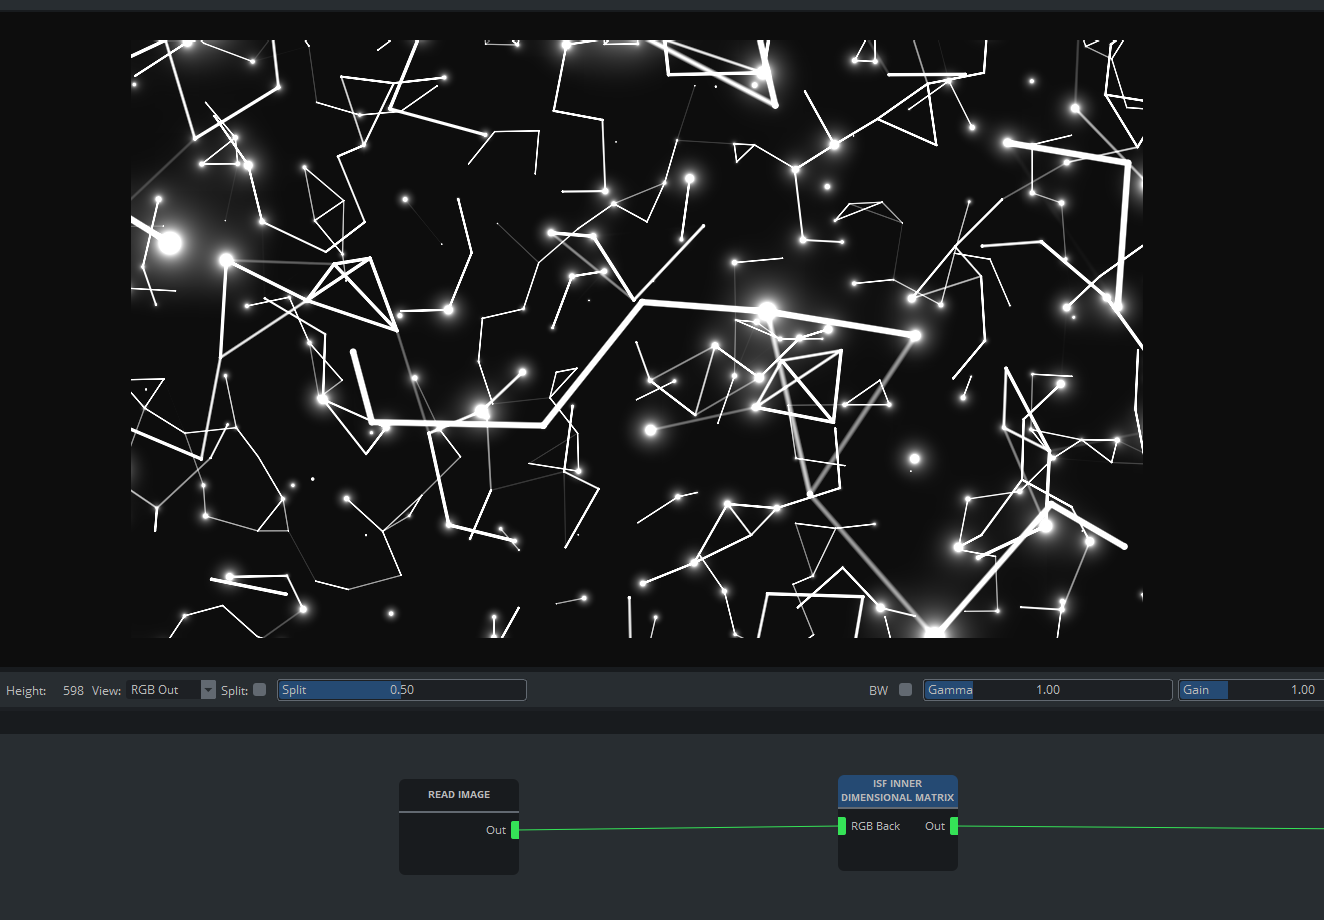 Height: 598 View: RGB Out Split: Split 0.50 BW Gamma 1.00 Gain 1.00
READ IMAGE
Out
ISF INNER
DIMENSIONAL MATRIX
RGB Back Out